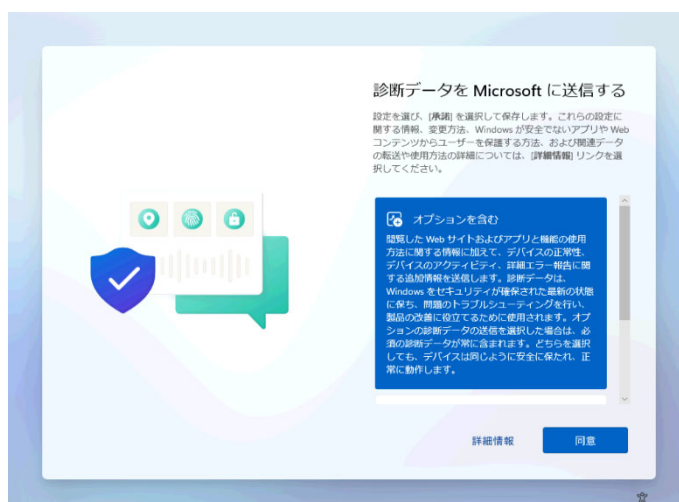 診断データを Microsoft に送信する
設定を選び、[承諾] を選択して保存します。これらの設定に
関する情報、変更方法、Windows が安全でないアプリや Web
コンテンツからユーザーを保護する方法、および関連データ
の転送や使用方法の詳細については、[詳細情報] リンクを選
択してください。
オプションを含む
閲覧した Web サイトおよびアプリと機能の使用
方法に関する情報に加えて、デバイスの正常性、
デバイスのアクティビティ、詳細エラー報告に関
する追加情報を送信します。診断データは、
Windows をセキュリティが確保された最新の状態
に保ち、問題のトラブルシューティングを行い、
製品の改善に役立てるために使用されます。オプ
ションの診断データの送信を選択した場合は、必
須の診断データが常に含まれます。どちらを選択
しても、デバイスは同じように安全に保たれ、正
常に動作します。
詳細情報
同意